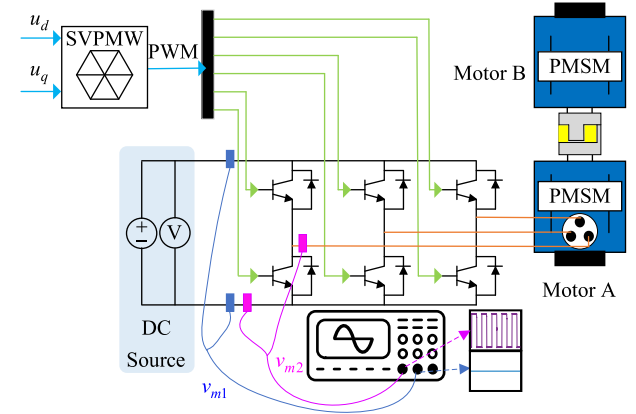 u_d
SVPMW
PWM
u_q
Motor B
PMSM
PMSM
Motor A
+
−
V
DC
Source
v_m1
v_m2